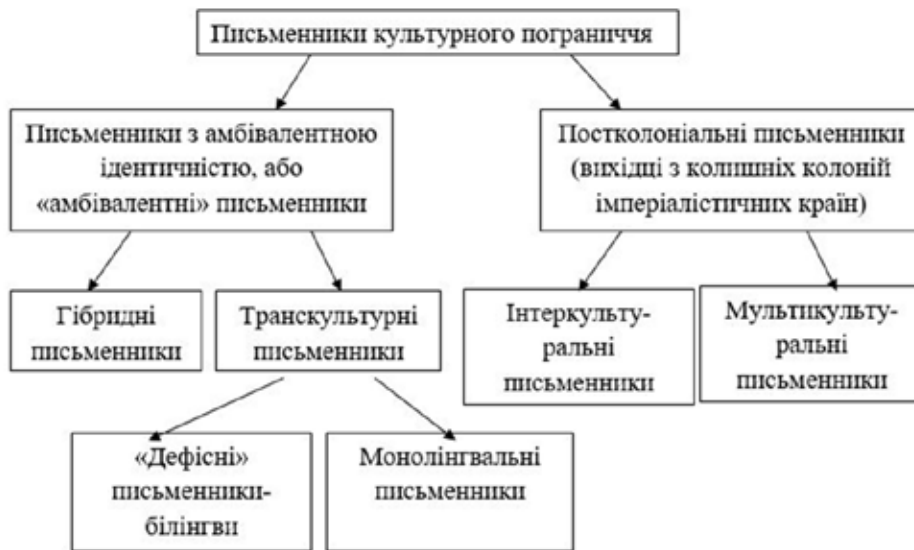 Письменники культурного пограниччя
Письменники з амбівалентною
ідентичністю, або
«амбівалентні» письменники
Постколоніальні письменники
(вихідці з колишніх колоній
імперіалістичних країн)
Гібридні
письменники
Транскультурні
письменники
Інтеркульту-
ральні
письменники
Мультикульту-
ральні
письменники
«Дефісні»
письменники-
білінгви
Монолінгвальні
письменники